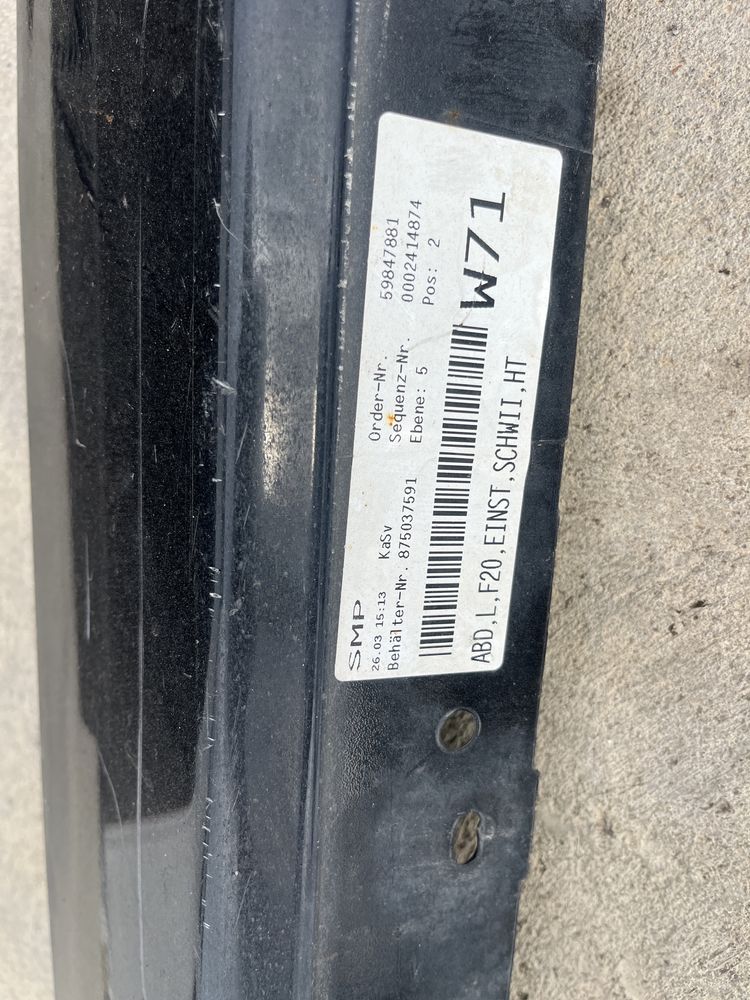 SMP
26.03 15:13 KaSv
Behälter-Nr. 875037591
Order-Nr. 59847881
Sequenz-Nr. 0002414874
Ebene: 5 Pos: 2
W71
ABD,L,F20,EINST,SCHWII,HT